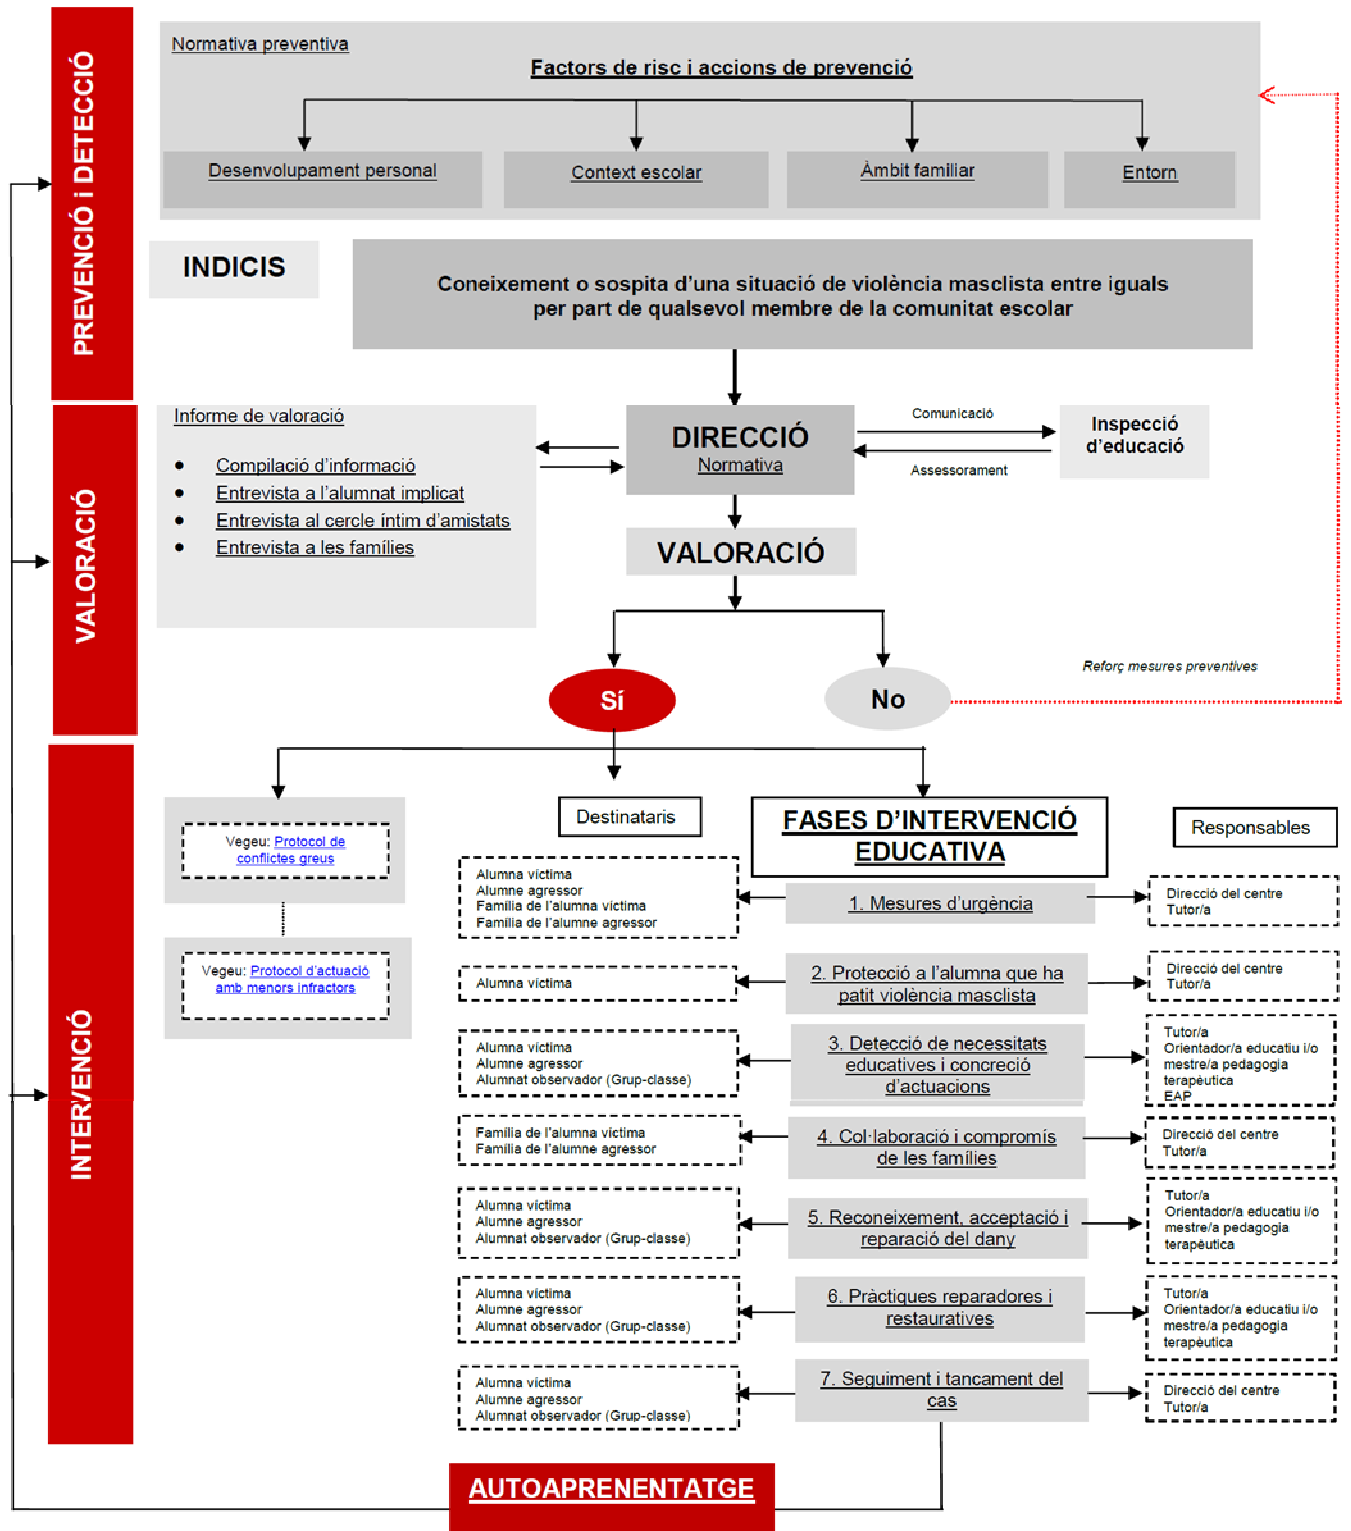 PREVENCIÓ i DETECCIÓ
Normativa preventiva
Factors de risc i accions de prevenció
Desenvolupament personal
Context escolar
Àmbit familiar
Entorn
INDICIS
Coneixement o sospita d’una situació de violència masclista entre iguals
per part de qualsevol membre de la comunitat escolar
VALORACIÓ
Informe de valoració
• Compilació d’informació
• Entrevista a l’alumnat implicat
• Entrevista al cercle íntim d’amistats
• Entrevista a les famílies
DIRECCIÓ
Normativa
Comunicació
Assessorament
Inspecció
d’educació
VALORACIÓ
Sí
No
Reforç mesures preventives
INTERVENCIÓ
Vegeu: Protocol de
conflictes greus
Vegeu: Protocol d’actuació
amb menors infractors
Destinataris
FASES D’INTERVENCIÓ
EDUCATIVA
Responsables
Alumna víctima
Alumne agressor
Família de l’alumna víctima
Família de l’alumne agressor
1. Mesures d’urgència
Direcció del centre
Tutor/a
Alumna víctima
2. Protecció a l’alumna que ha
patit violència masclista
Direcció del centre
Tutor/a
Alumna víctima
Alumne agressor
Alumnat observador (Grup-classe)
3. Detecció de necessitats
educatives i concreció
d’actuacions
Tutor/a
Orientador/a educatiu i/o
mestre/a pedagogia
terapèutica
EAP
Família de l’alumna víctima
Família de l’alumne agressor
4. Col·laboració i compromís
de les famílies
Direcció del centre
Tutor/a
Alumna víctima
Alumne agressor
Alumnat observador (Grup-classe)
5. Reconeixement, acceptació i
reparació del dany
Tutor/a
Orientador/a educatiu i/o
mestre/a pedagogia
terapèutica
Alumna víctima
Alumne agressor
Alumnat observador (Grup-classe)
6. Pràctiques reparadores i
restauratives
Tutor/a
Orientador/a educatiu i/o
mestre/a pedagogia
terapèutica
Alumna víctima
Alumne agressor
Alumnat observador (Grup-classe)
7. Seguiment i tancament del
cas
Direcció del centre
Tutor/a
AUTOAPRENENTATGE